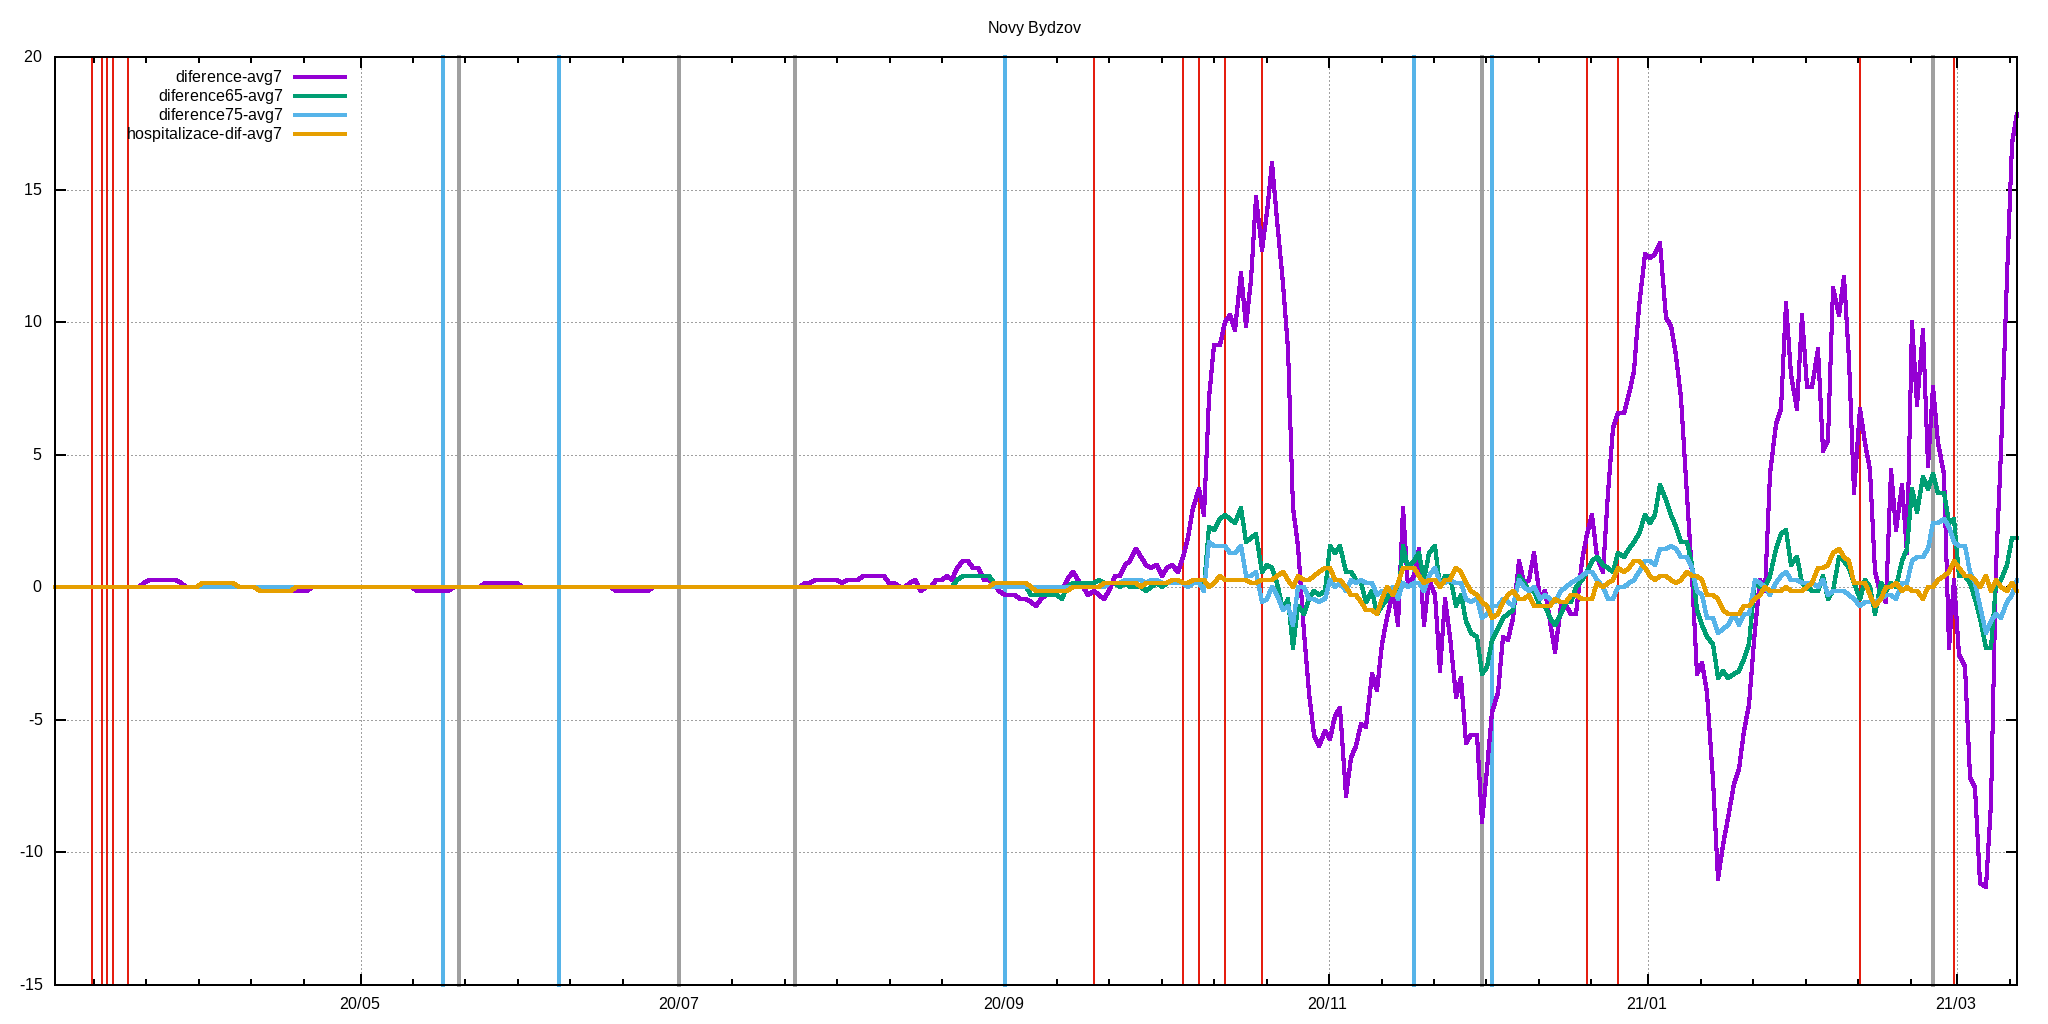 Novy Bydzov
diference-avg7
diference65-avg7
diference75-avg7
hospitalizace-dif-avg7
20
15
10
5
0
-5
-10
-15
20/05 20/07 20/09 20/11 21/01 21/03